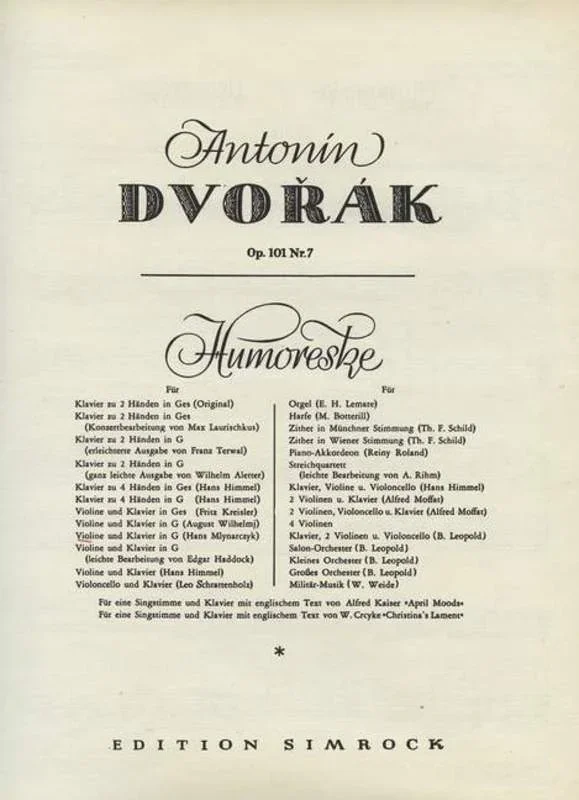 Antonín
DVOŘÁK
Op. 101 Nr. 7
Humoreske
Für
Klavier zu 2 Händen in Ges (Original)
Klavier zu 2 Händen in Ges
(Konzertbearbeitung von Max Laurischkus)
Klavier zu 2 Händen in G
(erleichterte Ausgabe von Franz Terwal)
Klavier zu 2 Händen in G
(ganz leichte Ausgabe von Wilhelm Aletter)
Klavier zu 4 Händen in Ges (Hans Himmel)
Klavier zu 4 Händen in G (Hans Himmel)
Violine und Klavier in Ges (Fritz Kreisler)
Violine und Klavier in G (August Wilhelmj)
Violine und Klavier in G (Hans Mlynarczyk)
Violine und Klavier in G
(leichte Bearbeitung von Edgar Haddock)
Violine und Klavier (Hans Himmel)
Violoncello und Klavier (Leo Schrattenholz)
Für
Orgel (E. H. Lemare)
Harfe (M. Botterill)
Zither in Münchner Stimmung (Th. F. Schild)
Zither in Wiener Stimmung (Th. F. Schild)
Piano-Akkordeon (Reiny Roland)
Streichquartett
(leichte Bearbeitung von A. Rihm)
Klavier, Violine u. Violoncello (Hans Himmel)
2 Violinen u. Klavier (Alfred Moffat)
2 Violinen, Violoncello u. Klavier (Alfred Moffat)
4 Violinen
Klavier, 2 Violinen u. Violoncello (B. Leopold)
Salon-Orchester (B. Leopold)
Kleines Orchester (B. Leopold)
Großes Orchester (B. Leopold)
Militär-Musik (W. Weide)
Für eine Singstimme und Klavier mit englischem Text von Alfred Kaiser »April Moods«
Für eine Singstimme und Klavier mit englischem Text von W. Crtyke »Christina's Lament«
*
EDITION SIMROCK